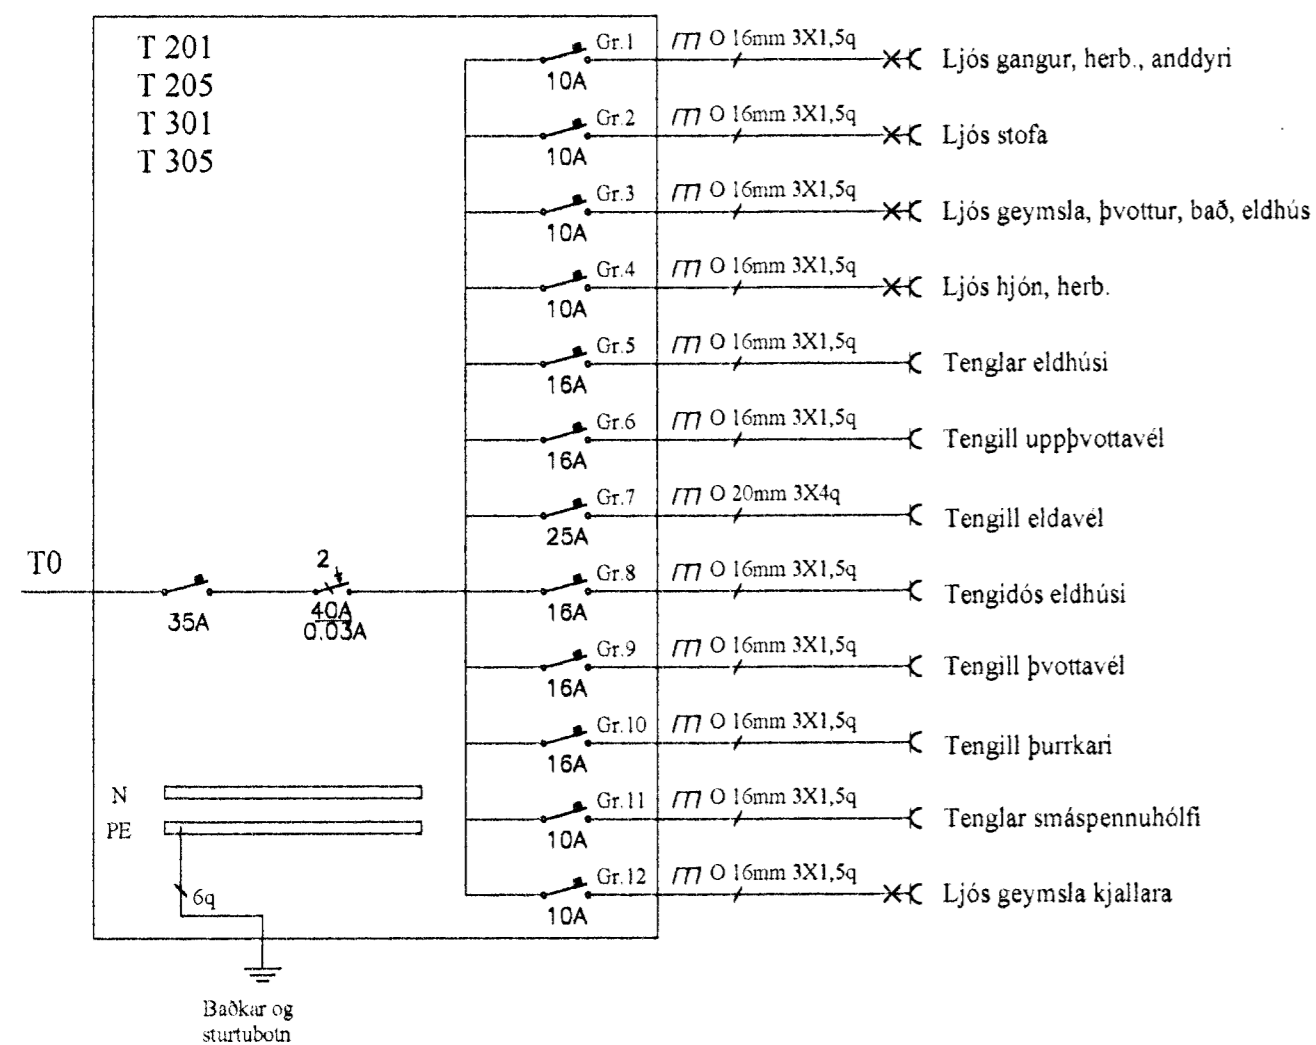 T 201
T 205
T 301
T 305
Gr.1 O 16mm 3X1,5q Ljós gangur, herb., anddyri
10A
Gr.2 O 16mm 3X1,5q Ljós stofa
10A
Gr.3 O 16mm 3X1,5q Ljós geymsla, þvottur, bað, eldhús
10A
Gr.4 O 16mm 3X1,5q Ljós hjón, herb.
10A
Gr.5 O 16mm 3X1,5q Tenglar eldhúsi
16A
Gr.6 O 16mm 3X1,5q Tengill uppþvottavél
16A
Gr.7 O 20mm 3X4q Tengill eldavél
25A
T0
35A
2
40A
0.03A
Gr.8 O 16mm 3X1,5q Tengidós eldhúsi
16A
Gr.9 O 16mm 3X1,5q Tengill þvottavél
16A
Gr.10 O 16mm 3X1,5q Tengill þurrkari
16A
Gr.11 O 16mm 3X1,5q Tenglar smáspennuhólfi
10A
Gr.12 O 16mm 3X1,5q Ljós geymsla kjallara
10A
N
PE
6q
Baðkar og
sturtubotn